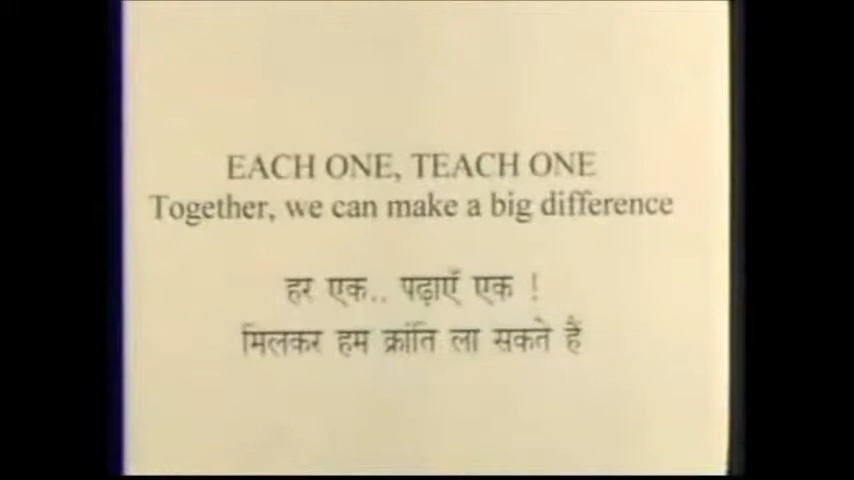 EACH ONE, TEACH ONE
Together, we can make a big difference
हर एक.. पढ़ाएँ एक !
मिलकर हम क्रांति ला सकते हैं